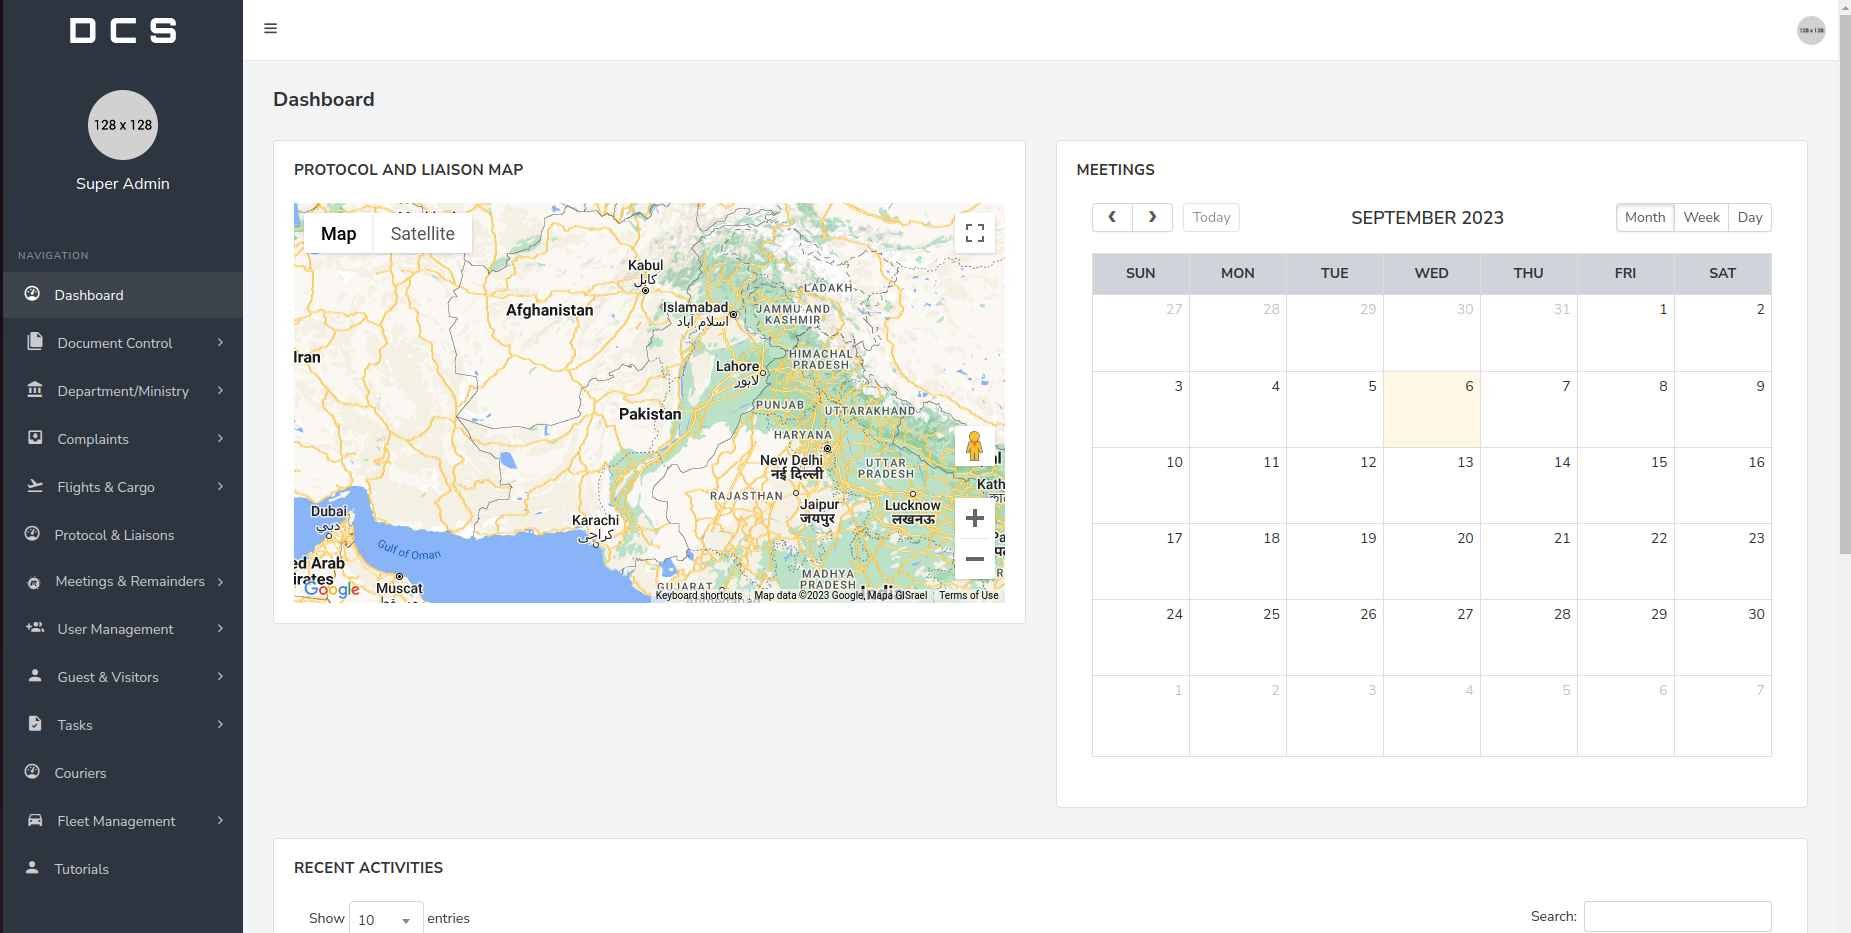 DCS
128 x 128
Super Admin
NAVIGATION
Dashboard
Document Control
Department/Ministry
Complaints
Flights & Cargo
Protocol & Liaisons
Meetings & Remainders
User Management
Guest & Visitors
Tasks
Couriers
Fleet Management
Tutorials
128 x 128
Dashboard
PROTOCOL AND LIAISON MAP
Map
Satellite
Kabul
کابل
LADAKH
Afghanistan
Islamabad
اسلام آباد
JAMMU AND
KASHMIR
Iran
HIMACHAL
PRADESH
Lahore
لاہور
PUNJAB
UTTARAKHAND
Pakistan
HARYANA
New Delhi
नई दिल्ली
UTTAR
PRADESH
RAJASTHAN
Kath
Jaipur
जयपुर
Lucknow
लखनऊ
Dubai
دبي
Karachi
کراچی
Gulf of Oman
ed Arab
irates
Muscat
MADHYA
PRADESH
GUJARAT
India
Ahmedabad
Google
Keyboard shortcuts
Map data ©2023 Google, Mapa GISrael
Terms of Use
MEETINGS
Today
SEPTEMBER 2023
Month Week Day
SUN MON TUE WED THU FRI SAT
27 28 29 30 31 1 2
3 4 5 6 7 8 9
10 11 12 13 14 15 16
17 18 19 20 21 22 23
24 25 26 27 28 29 30
1 2 3 4 5 6 7
RECENT ACTIVITIES
Show 10 entries
Search: